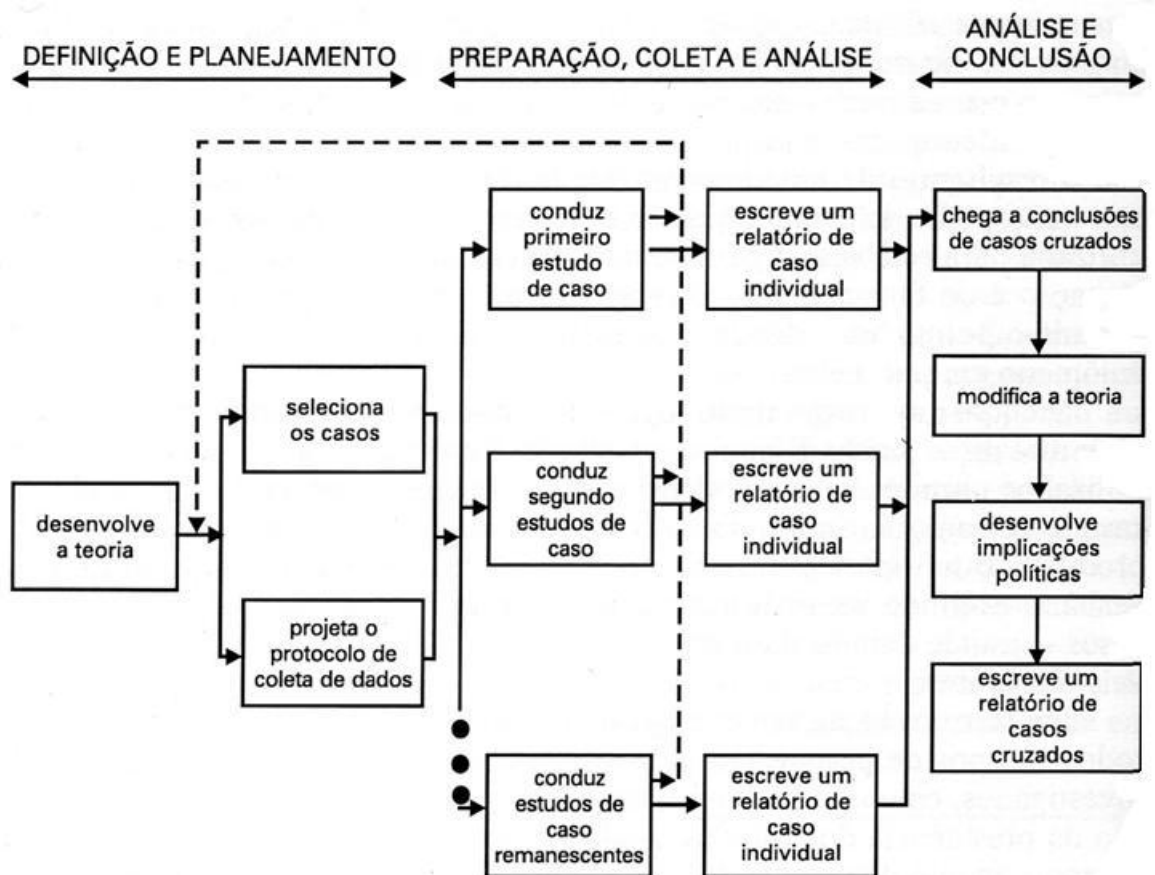 DEFINIÇÃO E PLANEJAMENTO
PREPARAÇÃO, COLETA E ANÁLISE
ANÁLISE E
CONCLUSÃO
desenvolve
a teoria
seleciona
os casos
projeta o
protocolo de
coleta de dados
conduz
primeiro
estudo
de caso
escreve um
relatório de
caso
individual
conduz
segundo
estudos de
caso
escreve um
relatório de
caso
individual
conduz
estudos de
caso
remanescentes
escreve um
relatório de
caso
individual
chega a conclusões
de casos cruzados
modifica a teoria
desenvolve
implicações
políticas
escreve um
relatório de
casos
cruzados